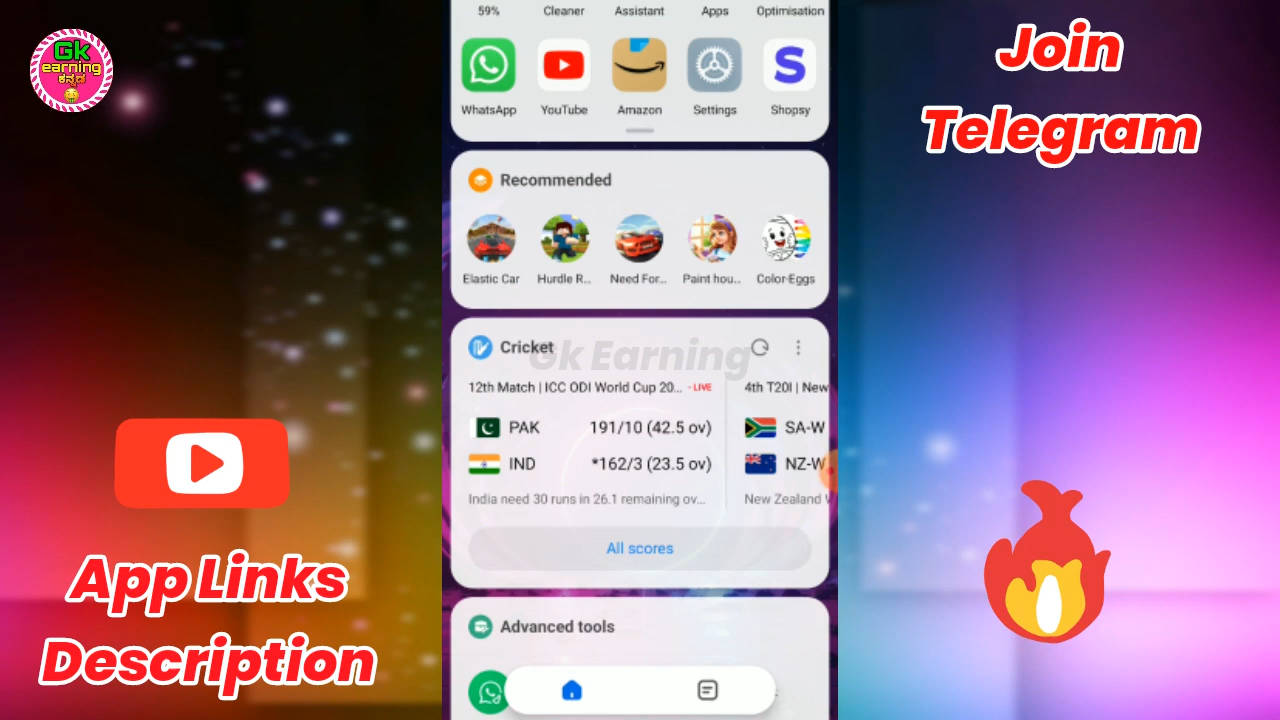 Gk
earning
ಕನ್ನಡ
Join
Telegram
59% Cleaner Assistant Apps Optimisation
WhatsApp YouTube Amazon Settings Shopsy
Recommended
Elastic Car Hurdle R... Need For... Paint hou... Color-Eggs
Cricket
Gk Earning
12th Match | ICC ODI World Cup 20... LIVE
PAK 191/10 (42.5 ov)
IND *162/3 (23.5 ov)
India need 30 runs in 26.1 remaining ov...
4th T20I | New
SA-W
NZ-W
New Zealand
All scores
Advanced tools
App Links
Description